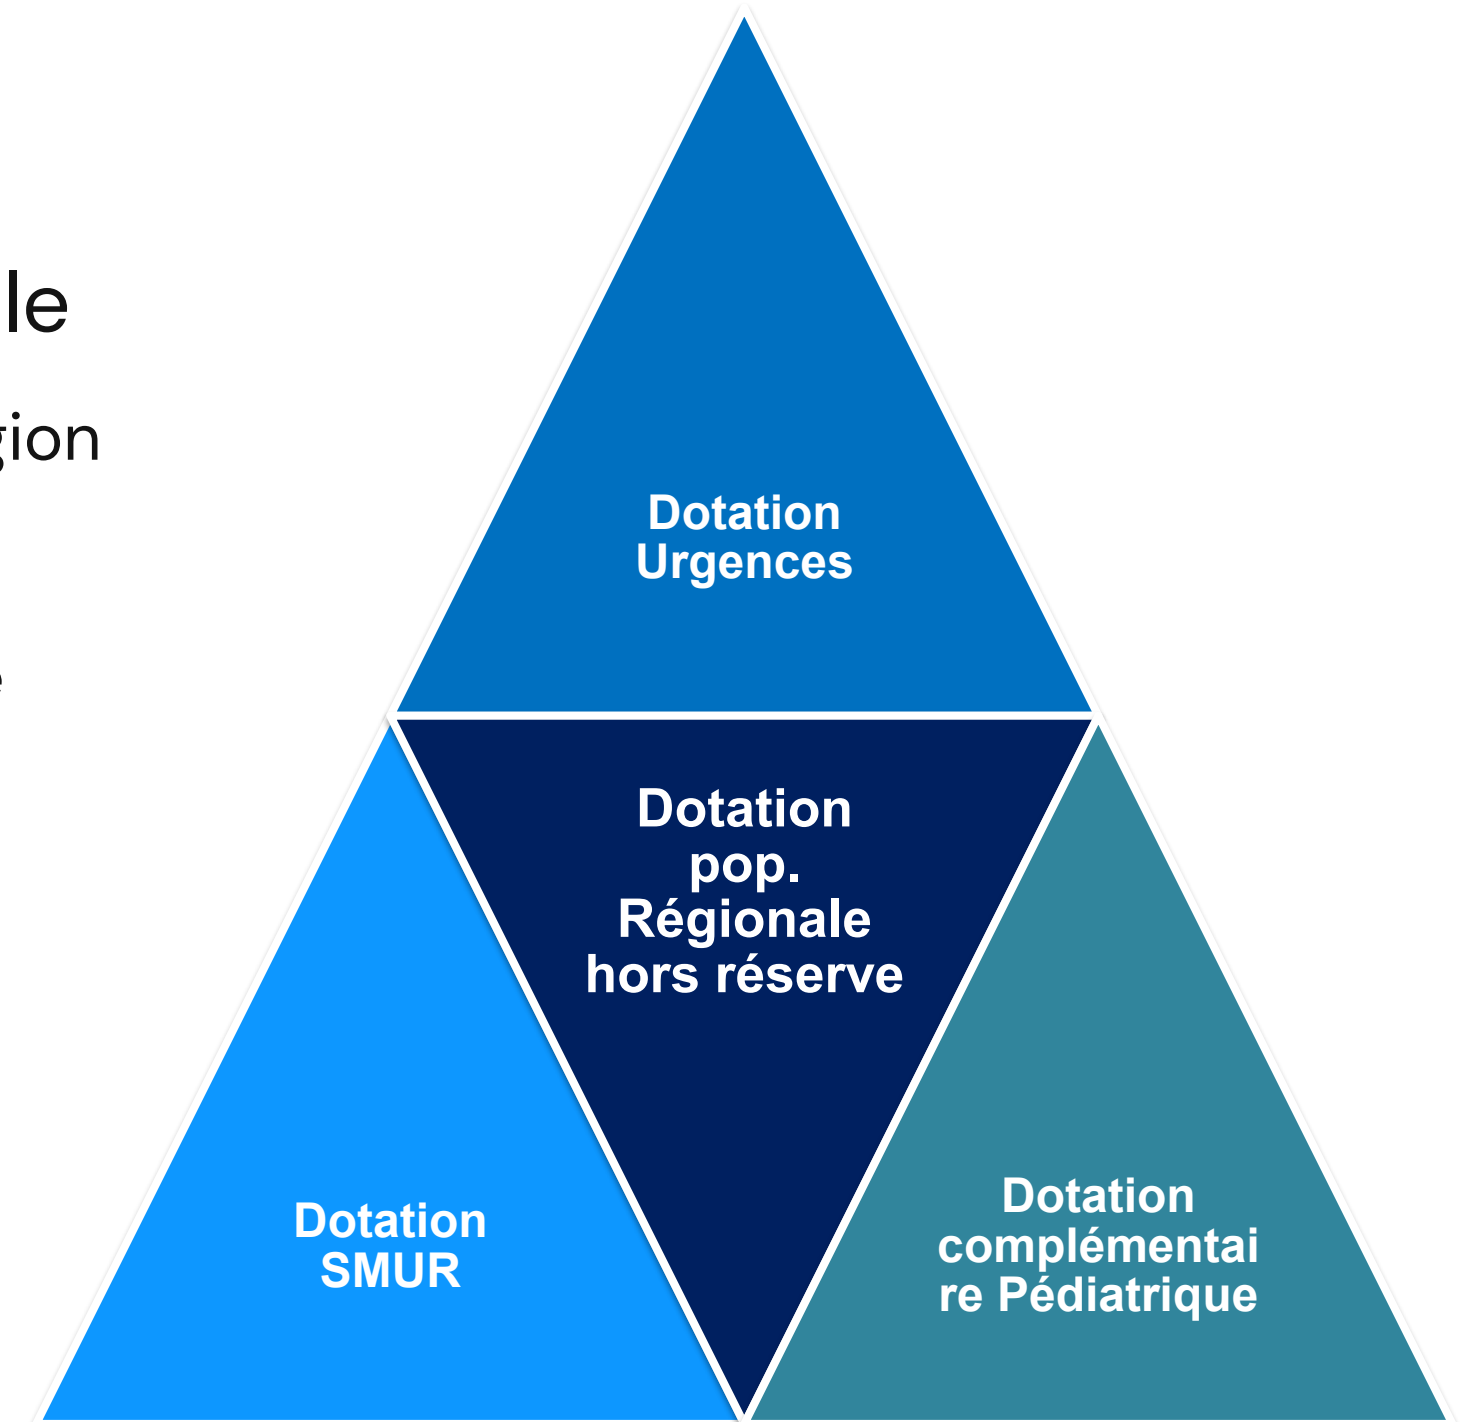 le
gion
e
Dotation
Urgences
Dotation
pop.
Régionale
hors réserve
Dotation
SMUR
Dotation
complémentai
re Pédiatrique